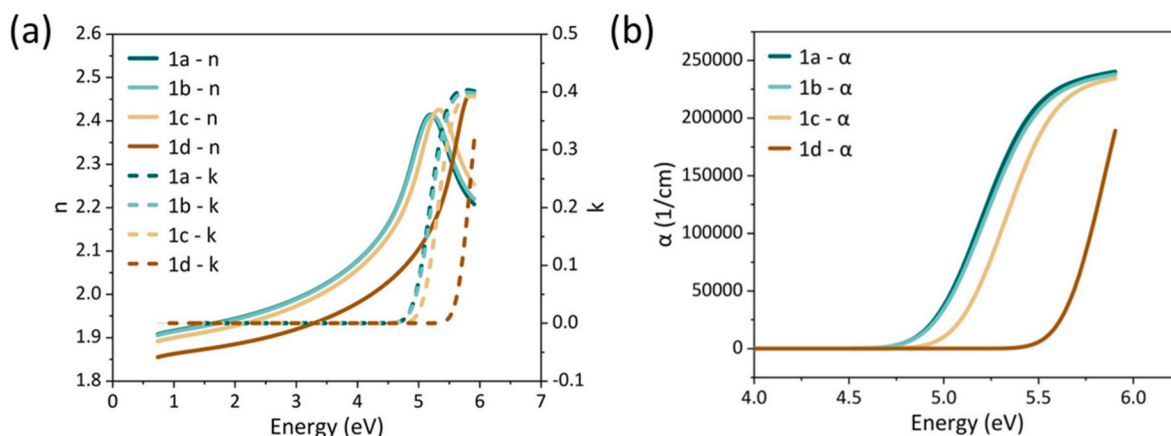 (a)
2.6
2.5
2.4
2.3
2.2
2.1
2.0
1.9
1.8
n
1a - n
1b - n
1c - n
1d - n
1a - k
1b - k
1c - k
1d - k
0.5
0.4
0.3
0.2
0.1
0.0
-0.1
k
0 1 2 3 4 5 6 7
Energy (eV)
(b)
250000
200000
150000
100000
50000
0
α (1/cm)
1a - α
1b - α
1c - α
1d - α
4.0 4.5 5.0 5.5 6.0
Energy (eV)